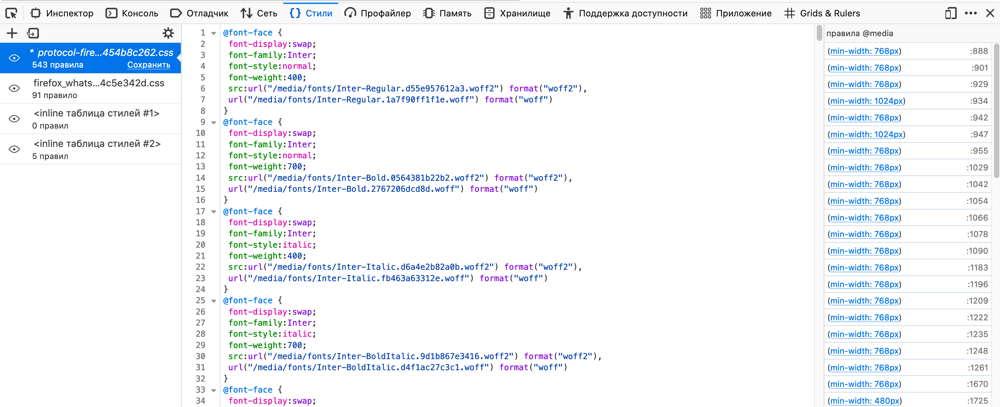 Инспектор Консоль Отладчик Сеть {} Стили Профайлер Память Хранилище Поддержка доступности Приложение Grids & Rulers
* protocol-fire...454b8c262.css
543 правила Сохранить
firefox_whats...4c5e342d.css
91 правило
<inline таблица стилей #1>
0 правил
<inline таблица стилей #2>
5 правил
1 @font-face {
2 font-display:swap;
3 font-family:Inter;
4 font-style:normal;
5 font-weight:400;
6 src:url("/media/fonts/Inter-Regular.d55e957612a3.woff2") format("woff2"),
7 url("/media/fonts/Inter-Regular.1a7f90ff1f1e.woff") format("woff")
8 }
9 @font-face {
10 font-display:swap;
11 font-family:Inter;
12 font-style:normal;
13 font-weight:700;
14 src:url("/media/fonts/Inter-Bold.0564381b22b2.woff2") format("woff2"),
15 url("/media/fonts/Inter-Bold.2767206dcd8d.woff") format("woff")
16 }
17 @font-face {
18 font-display:swap;
19 font-family:Inter;
20 font-style:italic;
21 font-weight:400;
22 src:url("/media/fonts/Inter-Italic.d6a4e2b82a0b.woff2") format("woff2"),
23 url("/media/fonts/Inter-Italic.fb463a63312e.woff") format("woff")
24 }
25 @font-face {
26 font-display:swap;
27 font-family:Inter;
28 font-style:italic;
29 font-weight:700;
30 src:url("/media/fonts/Inter-BoldItalic.9d1b867e3416.woff2") format("woff2"),
31 url("/media/fonts/Inter-BoldItalic.d4f1ac27c3c1.woff") format("woff")
32 }
33 @font-face {
34 font-display:swap;
правила @media
(min-width: 768px) :888
(min-width: 768px) :901
(min-width: 768px) :929
(min-width: 1024px) :934
(min-width: 768px) :942
(min-width: 1024px) :947
(min-width: 768px) :955
(min-width: 768px) :1029
(min-width: 768px) :1042
(min-width: 768px) :1054
(min-width: 768px) :1066
(min-width: 768px) :1078
(min-width: 768px) :1090
(min-width: 768px) :1183
(min-width: 768px) :1196
(min-width: 768px) :1209
(min-width: 768px) :1222
(min-width: 768px) :1235
(min-width: 768px) :1248
(min-width: 768px) :1261
(min-width: 768px) :1670
(min-width: 480px) :1725